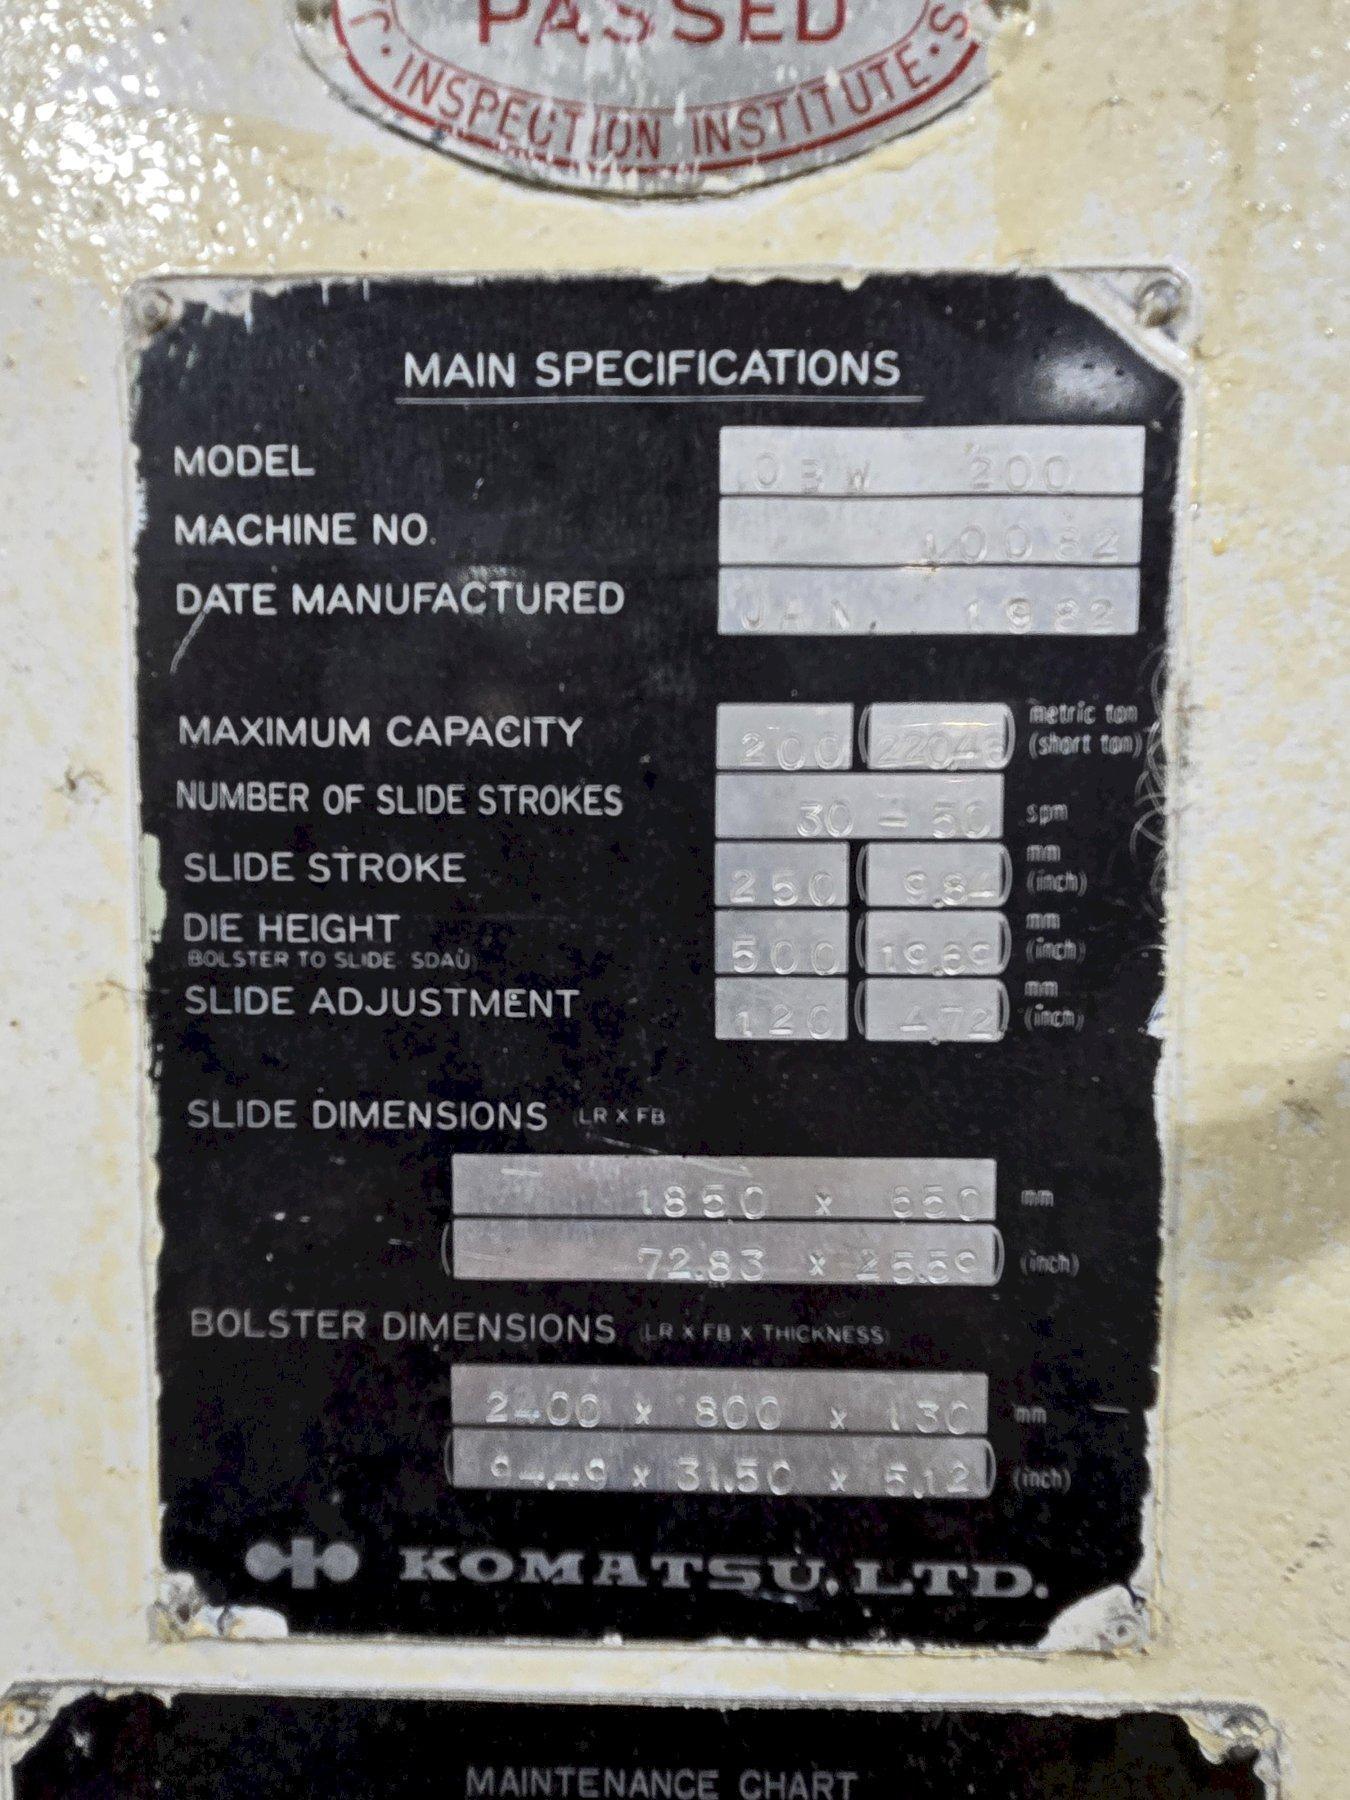 PASSED
J.C. INSPECTION INSTITUTE · S
MAIN SPECIFICATIONS
MODEL OBW 200
MACHINE NO. 10082
DATE MANUFACTURED JAN. 1982
MAXIMUM CAPACITY 200 (220.46) metric ton (short ton)
NUMBER OF SLIDE STROKES 30 - 50 spm
SLIDE STROKE 250 (9.84) mm (inch)
DIE HEIGHT 500 (19.69) mm (inch)
BOLSTER TO SLIDE SDAU
SLIDE ADJUSTMENT 120 (4.72) mm (inch)
SLIDE DIMENSIONS (LR X FB
1850 x 650 mm
(72.83 x 25.59) (inch)
BOLSTER DIMENSIONS (LR X FB X THICKNESS)
2400 x 800 x 130 mm
(94.49 x 31.50 x 5.12) (inch)
KOMATSU, LTD.
MAINTENANCE CHART